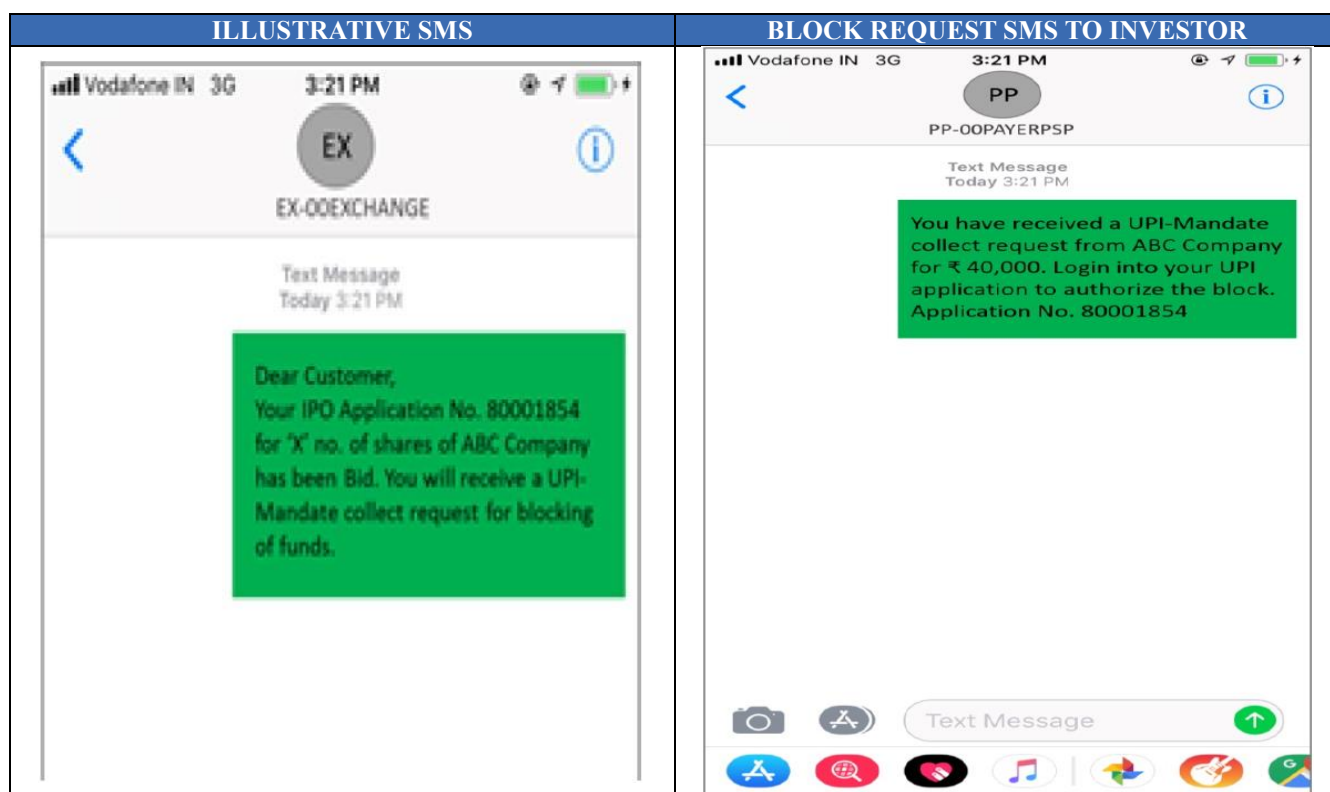 ILLUSTRATIVE SMS
Vodafone IN 3G 3:21 PM
EX
EX-00EXCHANGE
Text Message
Today 3:21 PM
Dear Customer,
Your IPO Application No. 80001854
for 'X' no. of shares of ABC Company
has been Bid. You will receive a UPI-
Mandate collect request for blocking
of funds.
BLOCK REQUEST SMS TO INVESTOR
Vodafone IN 3G 3:21 PM
PP
PP-00PAYERPSP
Text Message
Today 3:21 PM
You have received a UPI-Mandate
collect request from ABC Company
for ₹ 40,000. Login into your UPI
application to authorize the block.
Application No. 80001854
Text Message
G